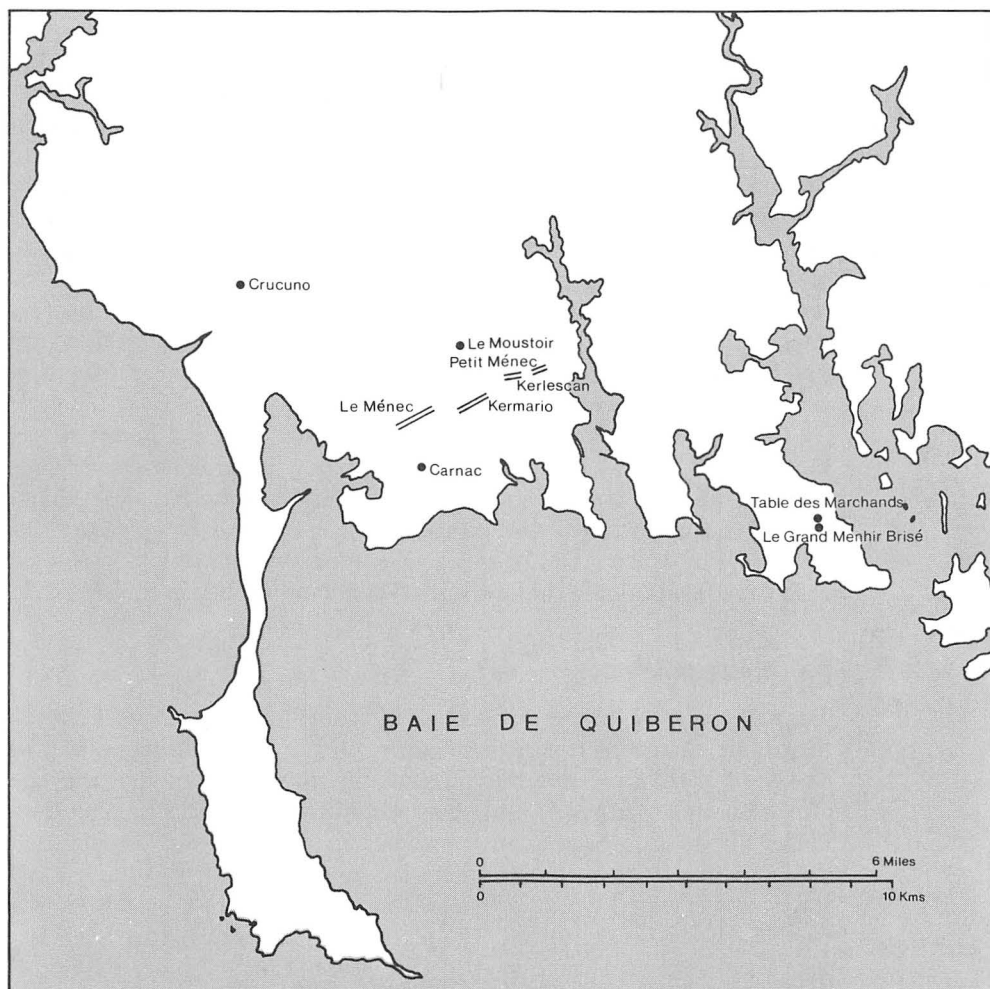 Crucuno
Le Moustoir
Petit Ménec
Kerlescan
Le Ménec
Kermario
Carnac
Table des Marchands
Le Grand Menhir Brisé
BAIE DE QUIBERON
0
6 Miles
0
10 Kms